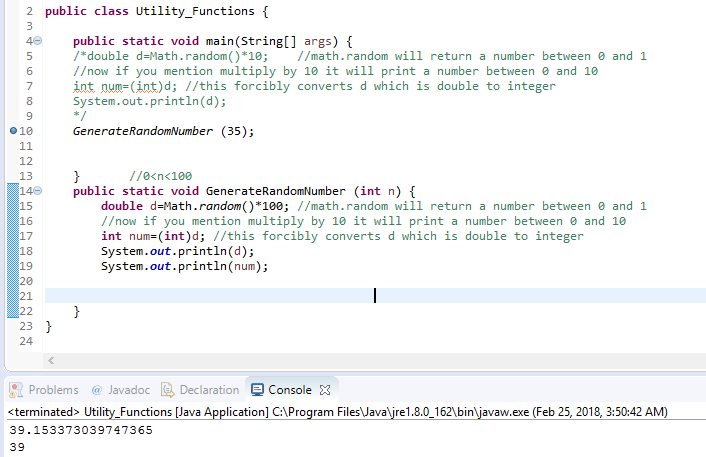 2 public class Utility_Functions {
3
4 public static void main(String[] args) {
5 /*double d=Math.random()*10; //math.random will return a number between 0 and 1
6 //now if you mention multiply by 10 it will print a number between 0 and 10
7 int num=(int)d; //this forcibly converts d which is double to integer
8 System.out.println(d);
9 */
10 GenerateRandomNumber (35);
11
12
13 } //0<n<100
14 public static void GenerateRandomNumber (int n) {
15 double d=Math.random()*100; //math.random will return a number between 0 and 1
16 //now if you mention multiply by 10 it will print a number between 0 and 10
17 int num=(int)d; //this forcibly converts d which is double to integer
18 System.out.println(d);
19 System.out.println(num);
20
21
22 }
23 }
24
Problems @ Javadoc Declaration Console
<terminated> Utility_Functions [Java Application] C:\Program Files\Java\jre1.8.0_162\bin\javaw.exe (Feb 25, 2018, 3:50:42 AM)
39.153373039747365
39